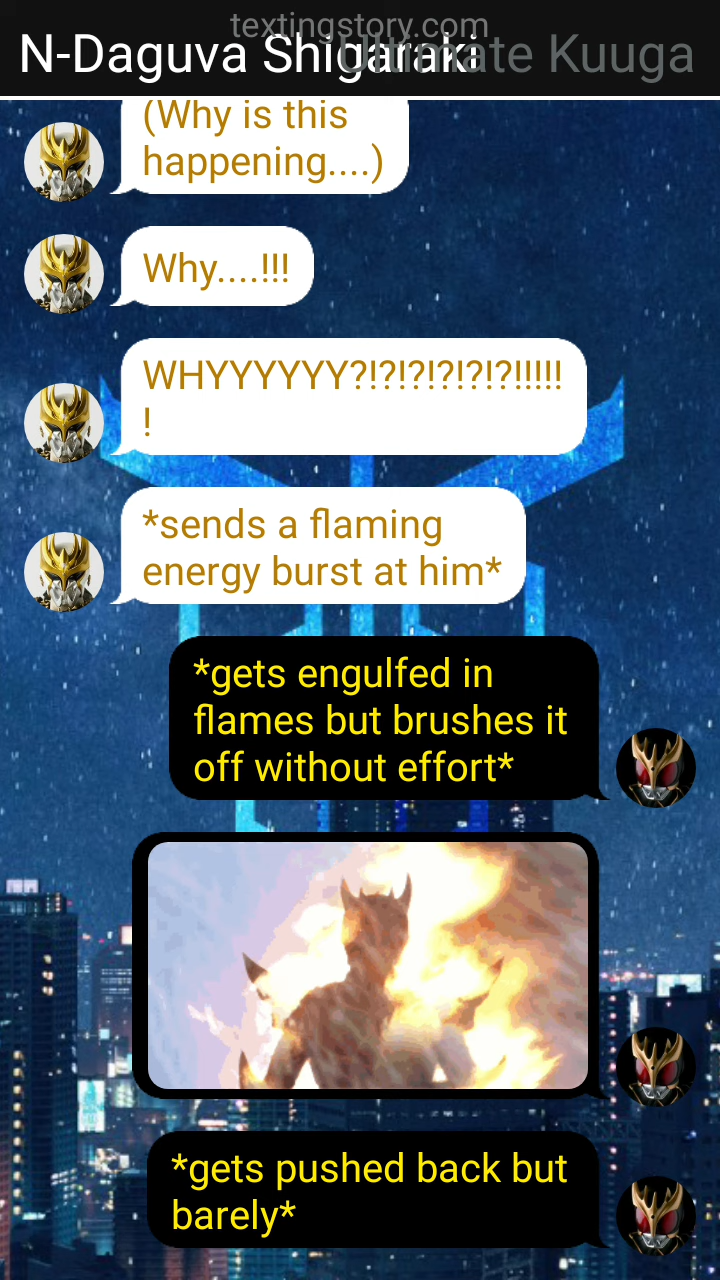 textingstory.com
N-Daguva Shigaraki Ultimate Kuuga
(Why is this
happening....)
Why....!!!
WHYYYYYY?!?!?!?!?!?!!!!!
!
*sends a flaming
energy burst at him*
*gets engulfed in
flames but brushes it
off without effort*
*gets pushed back but
barely*